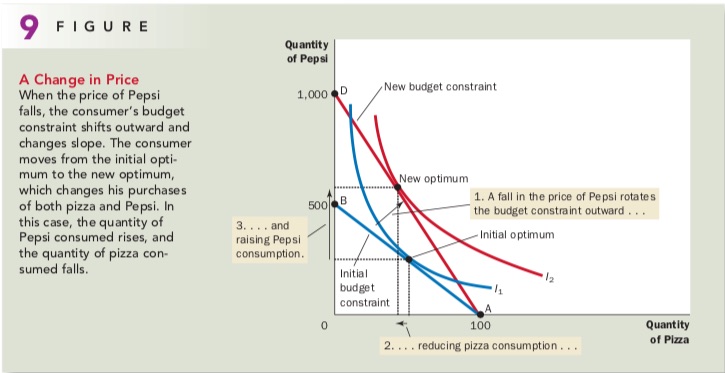 9 FIGURE
A Change in Price
When the price of Pepsi
falls, the consumer's budget
constraint shifts outward and
changes slope. The consumer
moves from the initial opti-
mum to the new optimum,
which changes his purchases
of both pizza and Pepsi. In
this case, the quantity of
Pepsi consumed rises, and
the quantity of pizza con-
sumed falls.
Quantity
of Pepsi
1,000
D
New budget constraint
New optimum
1. A fall in the price of Pepsi rotates
the budget constraint outward . . .
500
B
3. . . . and
raising Pepsi
consumption.
Initial optimum
Initial
budget
constraint
I2
I1
A
0
100
Quantity
of Pizza
2. . . . reducing pizza consumption . . .